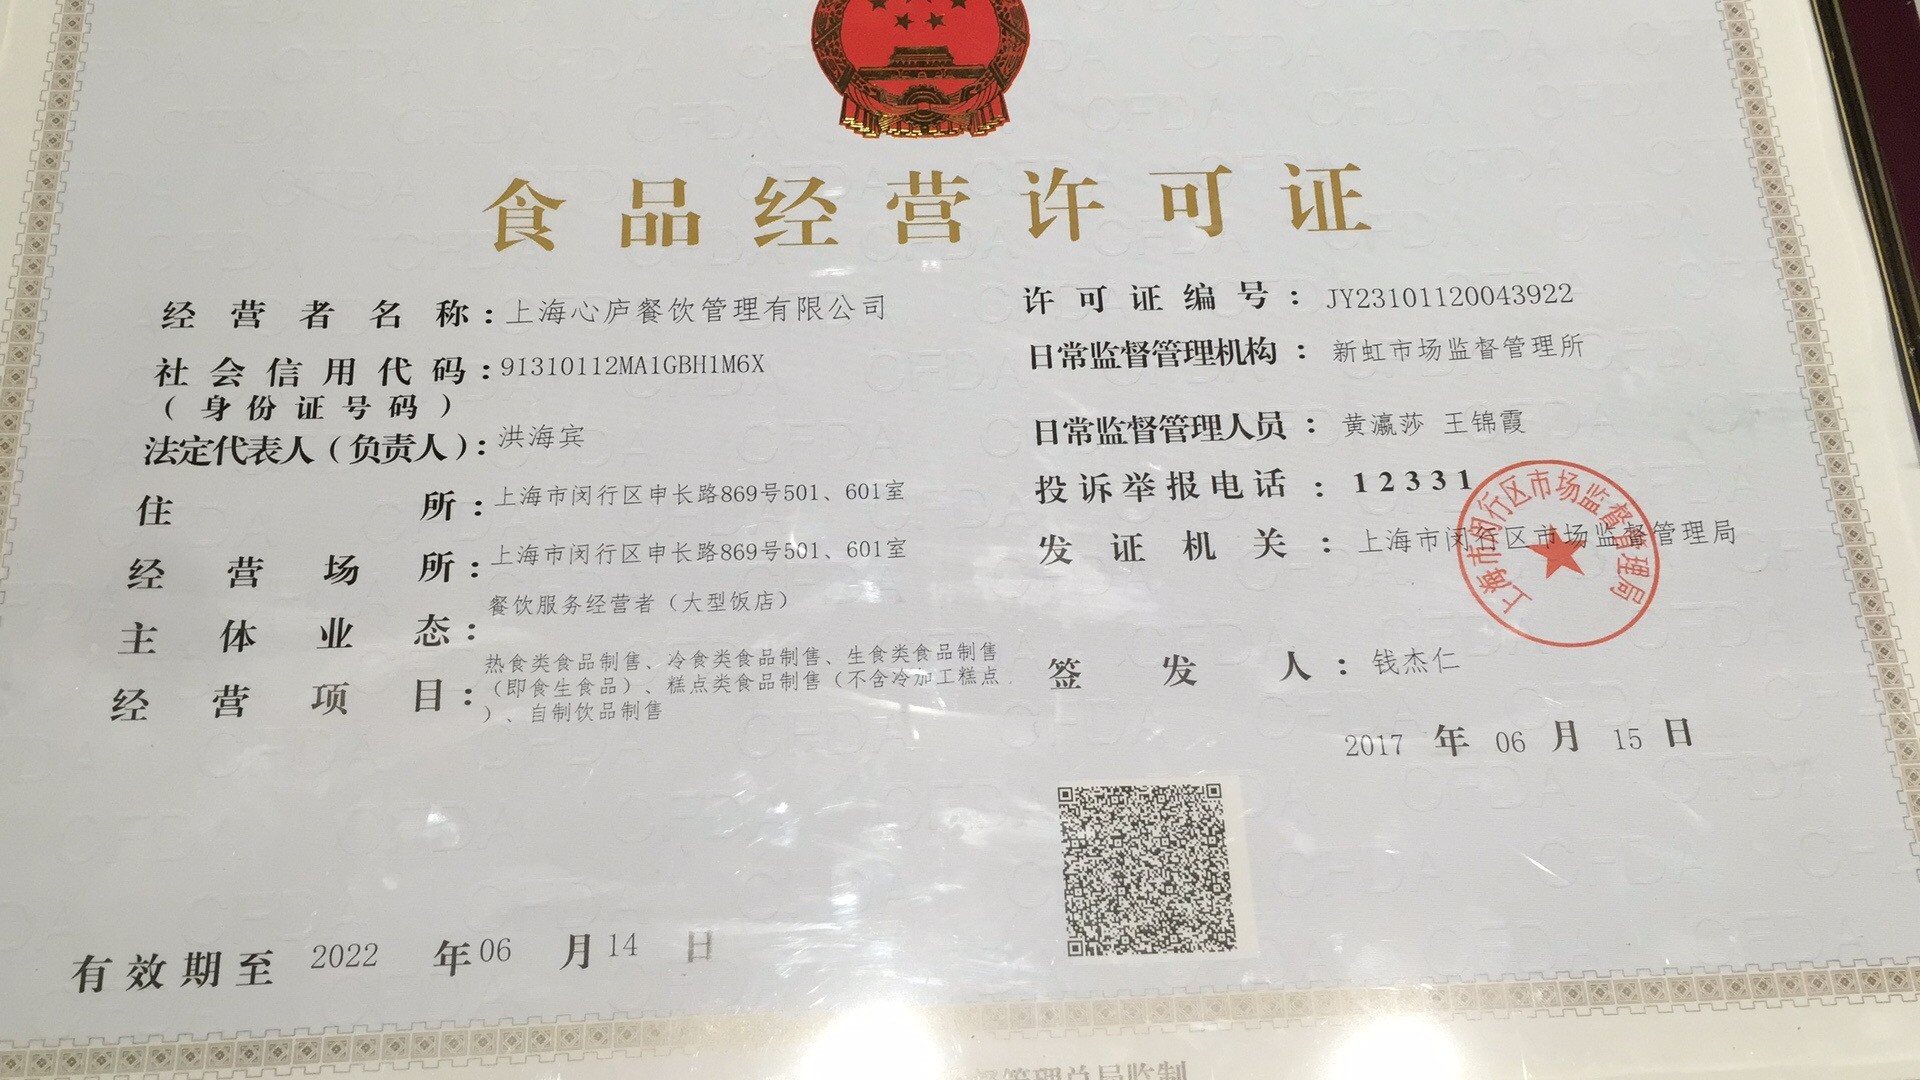 食品经营许可证
经营者名称：上海心庐餐饮管理有限公司
社会信用代码：91310112MA1GBH1M6X
（身份证号码）
法定代表人（负责人）：洪海宾
住所：上海市闵行区申长路869号501、601室
经营场所：上海市闵行区申长路869号501、601室
主体业态：餐饮服务经营者（大型饭店）
经营项目：热食类食品制售、冷食类食品制售、生食类食品制售
（即食生食品）、糕点类食品制售（不含冷加工糕点
）、自制饮品制售
许可证编号：JY23101120043922
日常监督管理机构：新虹市场监督管理所
日常监督管理人员：黄瀛莎 王锦霞
投诉举报电话：12331
发证机关：上海市闵行区市场监督管理局
上海市闵行区市场监督管理局
签发人：钱杰仁
2017年06月15日
有效期至2022年06月14日
督管理总局监制